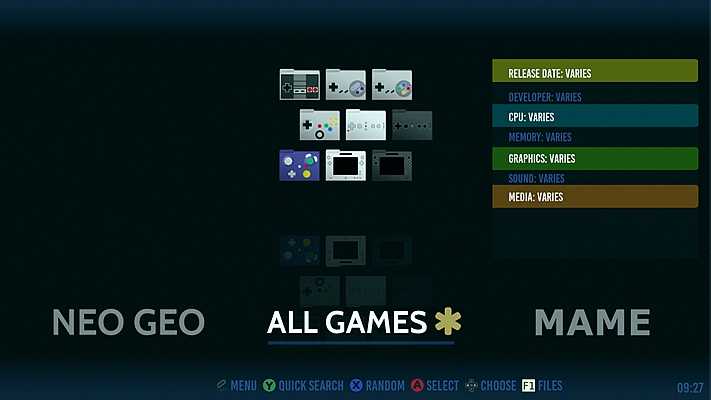 RELEASE DATE: VARIES
DEVELOPER: VARIES
CPU: VARIES
MEMORY: VARIES
GRAPHICS: VARIES
SOUND: VARIES
MEDIA: VARIES
NEO GEO
ALL GAMES
MAME
MENU Y QUICK SEARCH X RANDOM A SELECT CHOOSE F1 FILES
09:27